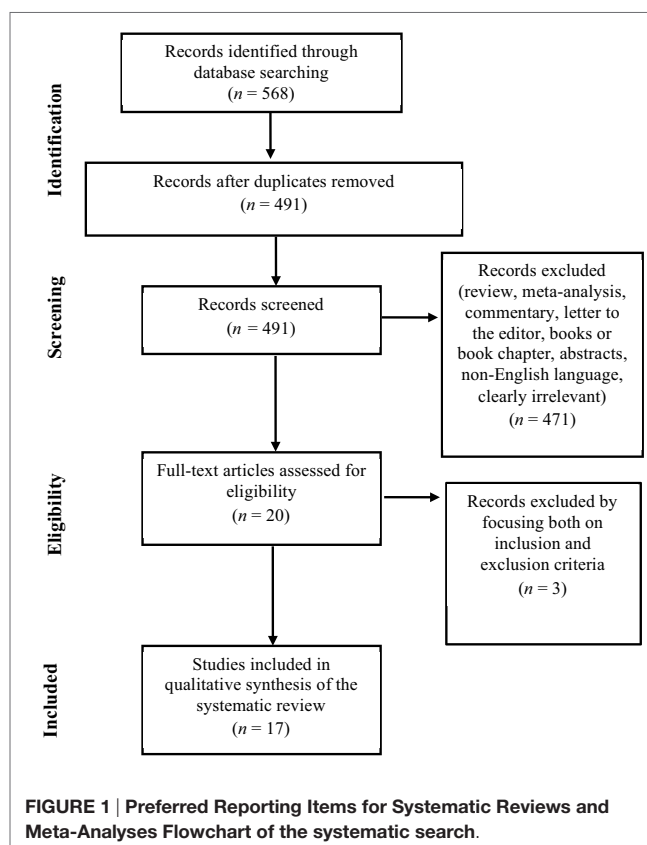 Identification
Records identified through
database searching
(n = 568)
Records after duplicates removed
(n = 491)
Screening
Records screened
(n = 491)
Records excluded
(review, meta-analysis,
commentary, letter to
the editor, books or
book chapter, abstracts,
non-English language,
clearly irrelevant)
(n = 471)
Eligibility
Full-text articles assessed for
eligibility
(n = 20)
Records excluded by
focusing both on
inclusion and
exclusion criteria
(n = 3)
Included
Studies included in
qualitative synthesis of the
systematic review
(n = 17)
FIGURE 1 | Preferred Reporting Items for Systematic Reviews and
Meta-Analyses Flowchart of the systematic search.